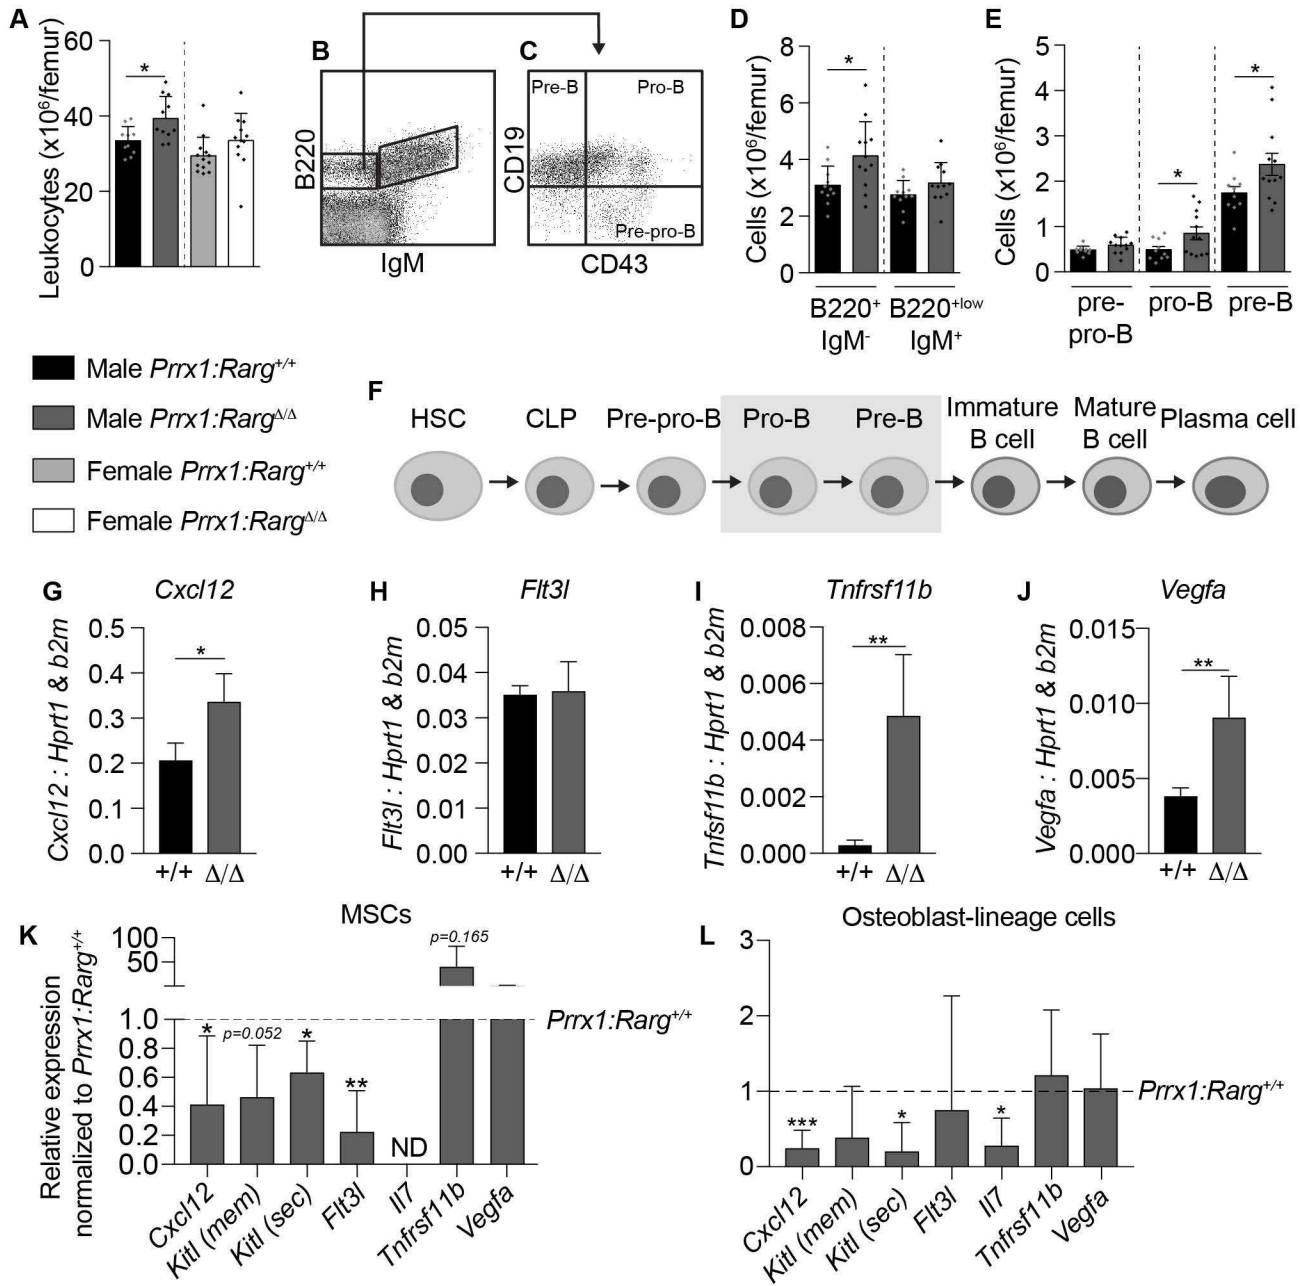 A
Leukocytes (x10⁶/femur)
60
40
20
0
*
B
B220
IgM
C
CD19
CD43
Pre-B
Pro-B
Pre-pro-B
D
Cells (x10⁶/femur)
8
6
4
2
0
*
B220⁺
IgM⁻
B220⁺ˡᵒʷ
IgM⁺
E
Cells (x10⁶/femur)
5
4
3
2
1
0
*
*
pre-
pro-B
pro-B
pre-B
Male Prrx1:Rarg⁺/⁺
Male Prrx1:Rarg^Δ/Δ
Female Prrx1:Rarg⁺/⁺
Female Prrx1:Rarg^Δ/Δ
F
HSC
CLP
Pre-pro-B
Pro-B
Pre-B
Immature
B cell
Mature
B cell
Plasma cell
G
Cxcl12
Cxcl12 : Hprt1 & b2m
0.5
0.4
0.3
0.2
0.1
0.0
*
+/+ Δ/Δ
H
Flt3l
Flt3l : Hprt1 & b2m
0.05
0.04
0.03
0.02
0.01
0.00
+/+ Δ/Δ
I
Tnfrsf11b
Tnfsf11b : Hprt1 & b2m
0.008
0.006
0.004
0.002
0.000
**
+/+ Δ/Δ
J
Vegfa
Vegfa : Hprt1 & b2m
0.015
0.010
0.005
0.000
**
+/+ Δ/Δ
K
MSCs
Relative expression
normalized to Prrx1:Rarg⁺/⁺
100
50
1.0
0.8
0.6
0.4
0.2
0.0
*
p=0.052
*
**
ND
p=0.165
Prrx1:Rarg⁺/⁺
Cxcl12
Kitl (mem)
Kitl (sec)
Flt3l
Il7
Tnfrsf11b
Vegfa
L
Osteoblast-lineage cells
3
2
1
0
***
*
*
Prrx1:Rarg⁺/⁺
Cxcl12
Kitl (mem)
Kitl (sec)
Flt3l
Il7
Tnfrsf11b
Vegfa